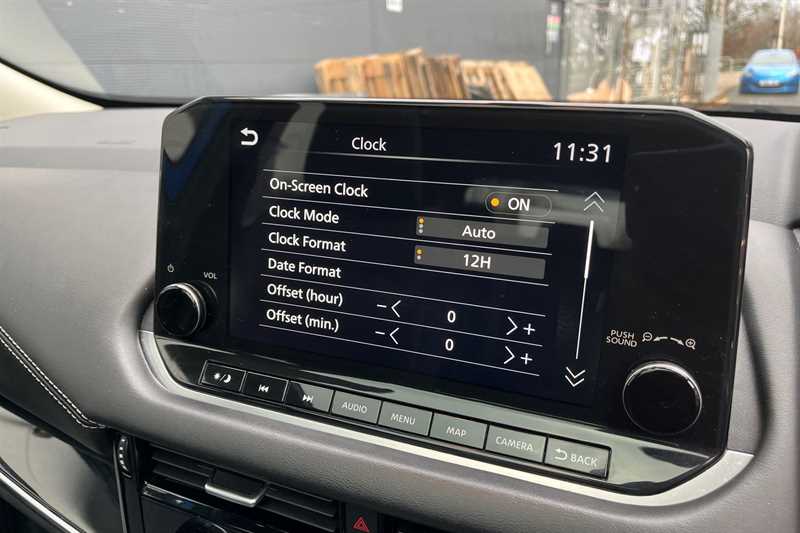 Clock 11:31
On-Screen Clock ON
Clock Mode Auto
Clock Format 12H
Date Format
Offset (hour) − 0 +
Offset (min.) − 0 +
VOL
PUSH
SOUND
AUDIO MENU MAP CAMERA BACK